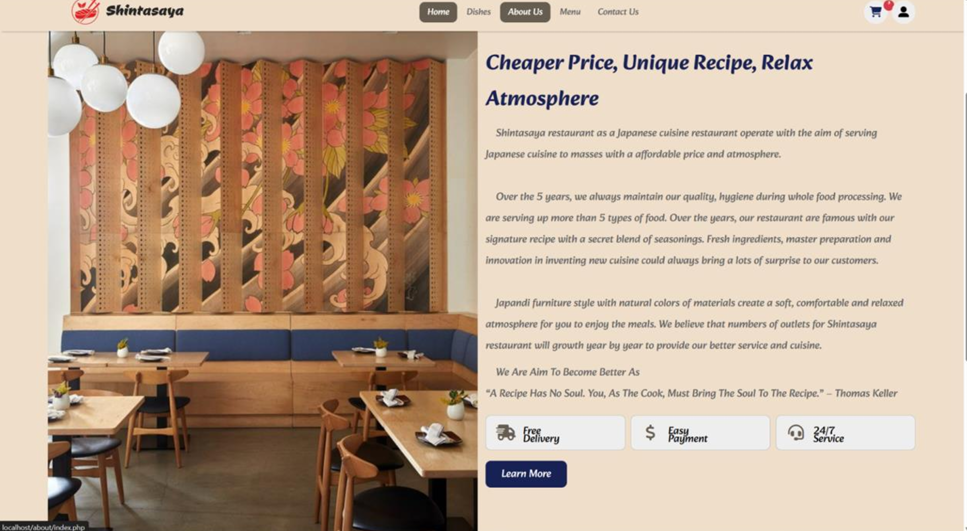 Shintasaya
Home Dishes About Us Menu Contact Us
Cheaper Price, Unique Recipe, Relax
Atmosphere
Shintasaya restaurant as a Japanese cuisine restaurant operate with the aim of serving
Japanese cuisine to masses with a affordable price and atmosphere.
Over the 5 years, we always maintain our quality, hygiene during whole food processing. We
are serving up more than 5 types of food. Over the years, our restaurant are famous with our
signature recipe with a secret blend of seasonings. Fresh ingredients, master preparation and
innovation in inventing new cuisine could always bring a lots of surprise to our customers.
Japandi furniture style with natural colors of materials create a soft, comfortable and relaxed
atmosphere for you to enjoy the meals. We believe that numbers of outlets for Shintasaya
restaurant will growth year by year to provide our better service and cuisine.
We Are Aim To Become Better As
“A Recipe Has No Soul. You, As The Cook, Must Bring The Soul To The Recipe.” – Thomas Keller
Free
Delivery
Easy
Payment
24/7
Service
Learn More
localhost/about/index.php